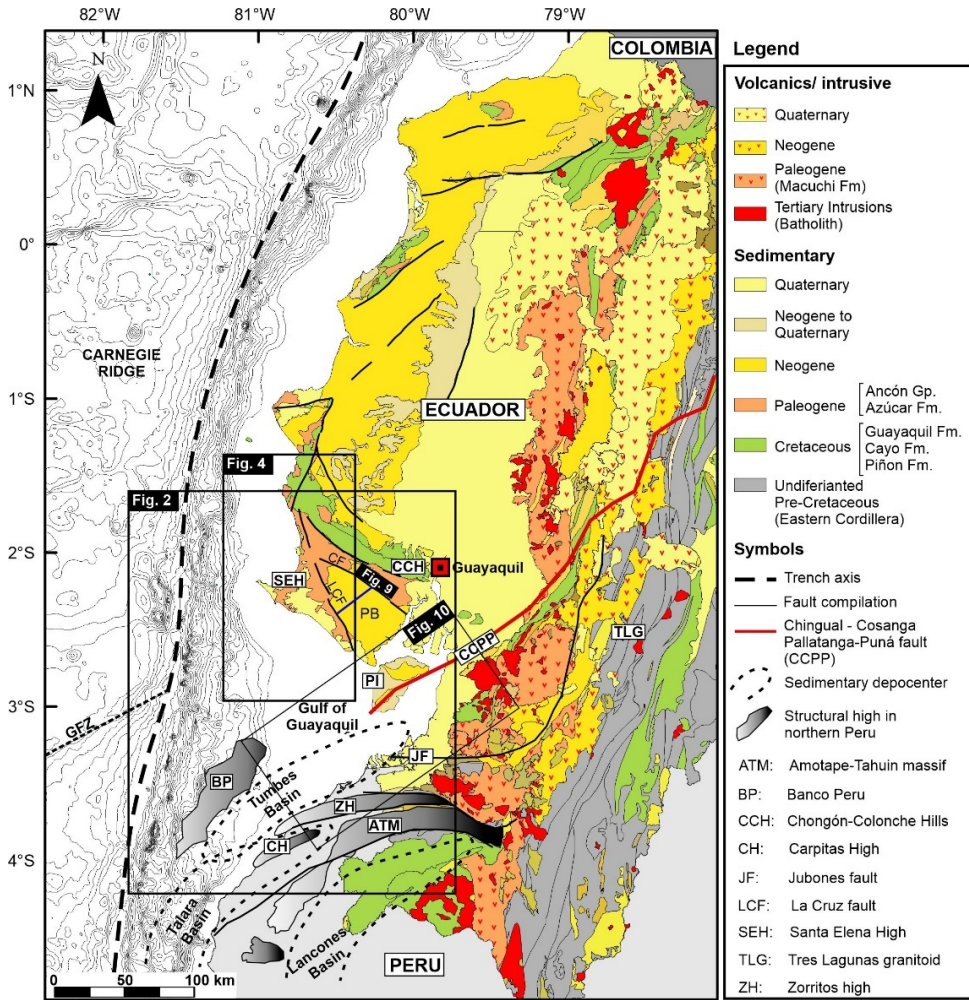 82°W 81°W 80°W 79°W
COLOMBIA
N
1°N
0°
1°S
2°S
3°S
4°S
CARNEGIE
RIDGE
ECUADOR
Fig. 4
Fig. 2
CCH
Guayaquil
SEH
CF
Fig. 9
LCF
PB
Fig. 10
CCPP
TLG
PI
Gulf of
Guayaquil
GFZ
JF
BP
Tumbes
Basin
ZH
ATM
CH
Talara
Basin
Lancones
Basin
PERU
0 50 100 km
Legend
Volcanics/ intrusive
Quaternary
Neogene
Paleogene
(Macuchi Fm)
Tertiary Intrusions
(Batholith)
Sedimentary
Quaternary
Neogene to
Quaternary
Neogene
Paleogene
Ancón Gp.
Azúcar Fm.
Cretaceous
Guayaquil Fm.
Cayo Fm.
Piñon Fm.
Undifierianted
Pre-Cretaceous
(Eastern Cordillera)
Symbols
Trench axis
Fault compilation
Chingual - Cosanga
Pallatanga-Puná fault
(CCPP)
Sedimentary depocenter
Structural high in
northern Peru
ATM: Amotape-Tahuin massif
BP: Banco Peru
CCH: Chongón-Colonche Hills
CH: Carpitas High
JF: Jubones fault
LCF: La Cruz fault
SEH: Santa Elena High
TLG: Tres Lagunas granitoid
ZH: Zorritos high